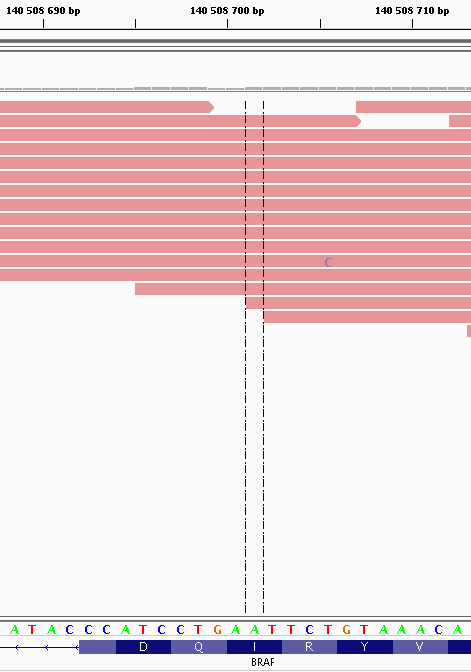 140 508 690 bp 140 508 700 bp 140 508 710 bp
C
A T A C C C A T C C T G A A T T C T G T A A A C A
D Q I R Y V
BRAF